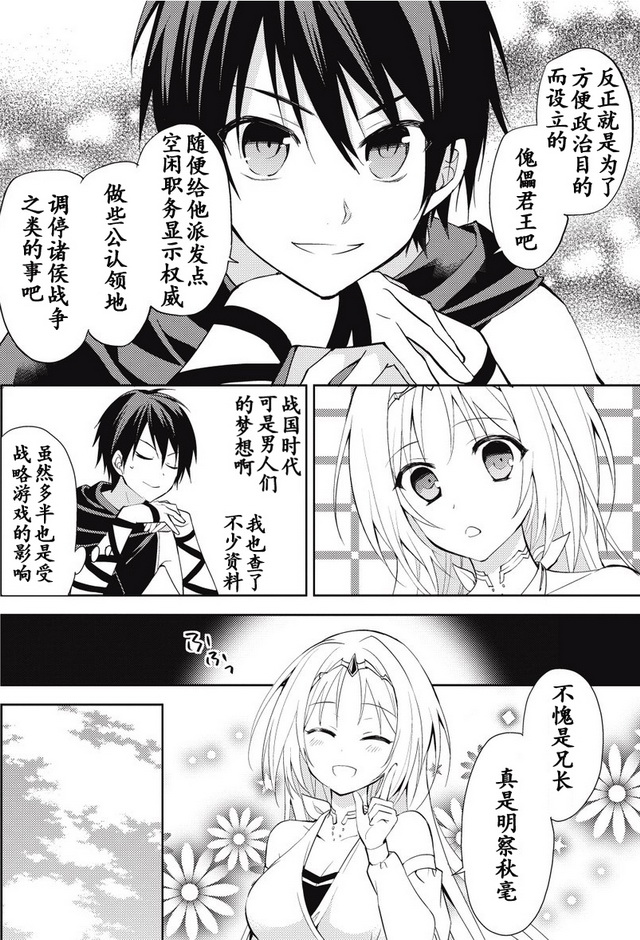 反正就是为了
方便政治目的
而设立的
傀儡君王吧
随便给他派发点
空闲职务显示权威
做些公认领地
调停诸侯战争
之类的事吧
战国时代
可是男人们
的梦想啊
我也查了
不少资料
虽然多半也是受
战略游戏的影响
ふふっ
不愧是兄长
真是明察秋毫